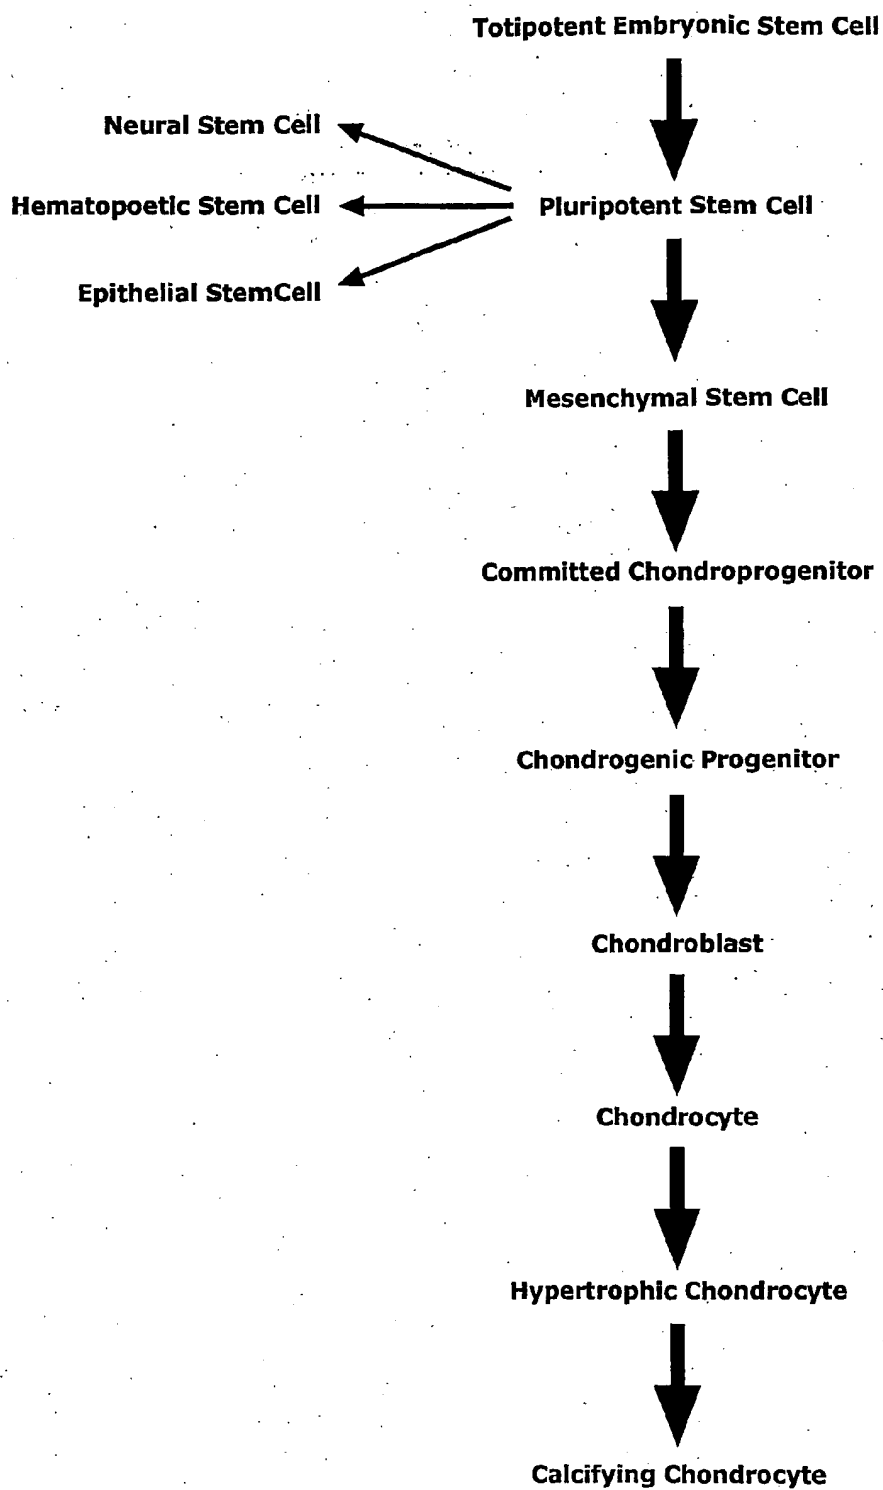 Totipotent Embryonic Stem Cell
Neural Stem Cell
Hematopoetic Stem Cell
Pluripotent Stem Cell
Epithelial StemCell
Mesenchymal Stem Cell
Committed Chondroprogenitor
Chondrogenic Progenitor
Chondroblast
Chondrocyte
Hypertrophic Chondrocyte
Calcifying Chondrocyte